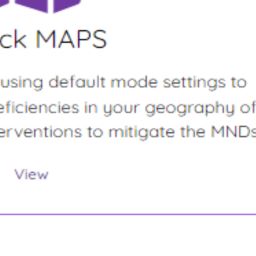 ck MAPS
using default mode settings to
eficiencies in your geography of
erventions to mitigate the MNDs
View